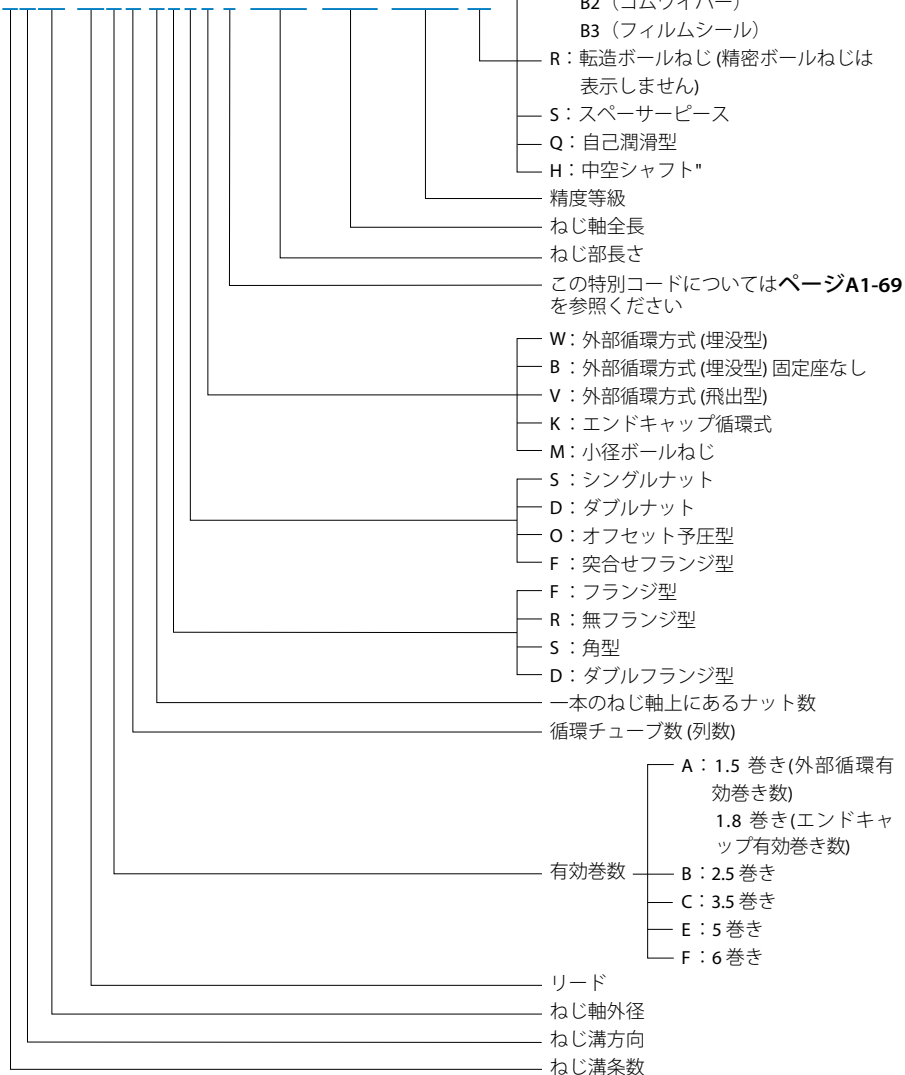 B2（ゴムワイパー）
B3（フィルムシール）
R：転造ボールねじ (精密ボールねじは
表示しません)
S：スペーサーピース
Q：自己潤滑型
H：中空シャフト"
精度等級
ねじ軸全長
ねじ部長さ
この特別コードについてはページA1-69
を参照ください
W：外部循環方式 (埋没型)
B：外部循環方式 (埋没型) 固定座なし
V：外部循環方式 (飛出型)
K：エンドキャップ循環式
M：小径ボールねじ
S：シングルナット
D：ダブルナット
O：オフセット予圧型
F：突合せフランジ型
F：フランジ型
R：無フランジ型
S：角型
D：ダブルフランジ型
一本のねじ軸上にあるナット数
循環チューブ数 (列数)
A：1.5 巻き(外部循環有
効巻き数)
1.8 巻き(エンドキャ
ップ有効巻き数)
有効巻数
B：2.5 巻き
C：3.5 巻き
E：5 巻き
F：6 巻き
リード
ねじ軸外径
ねじ溝方向
ねじ溝条数